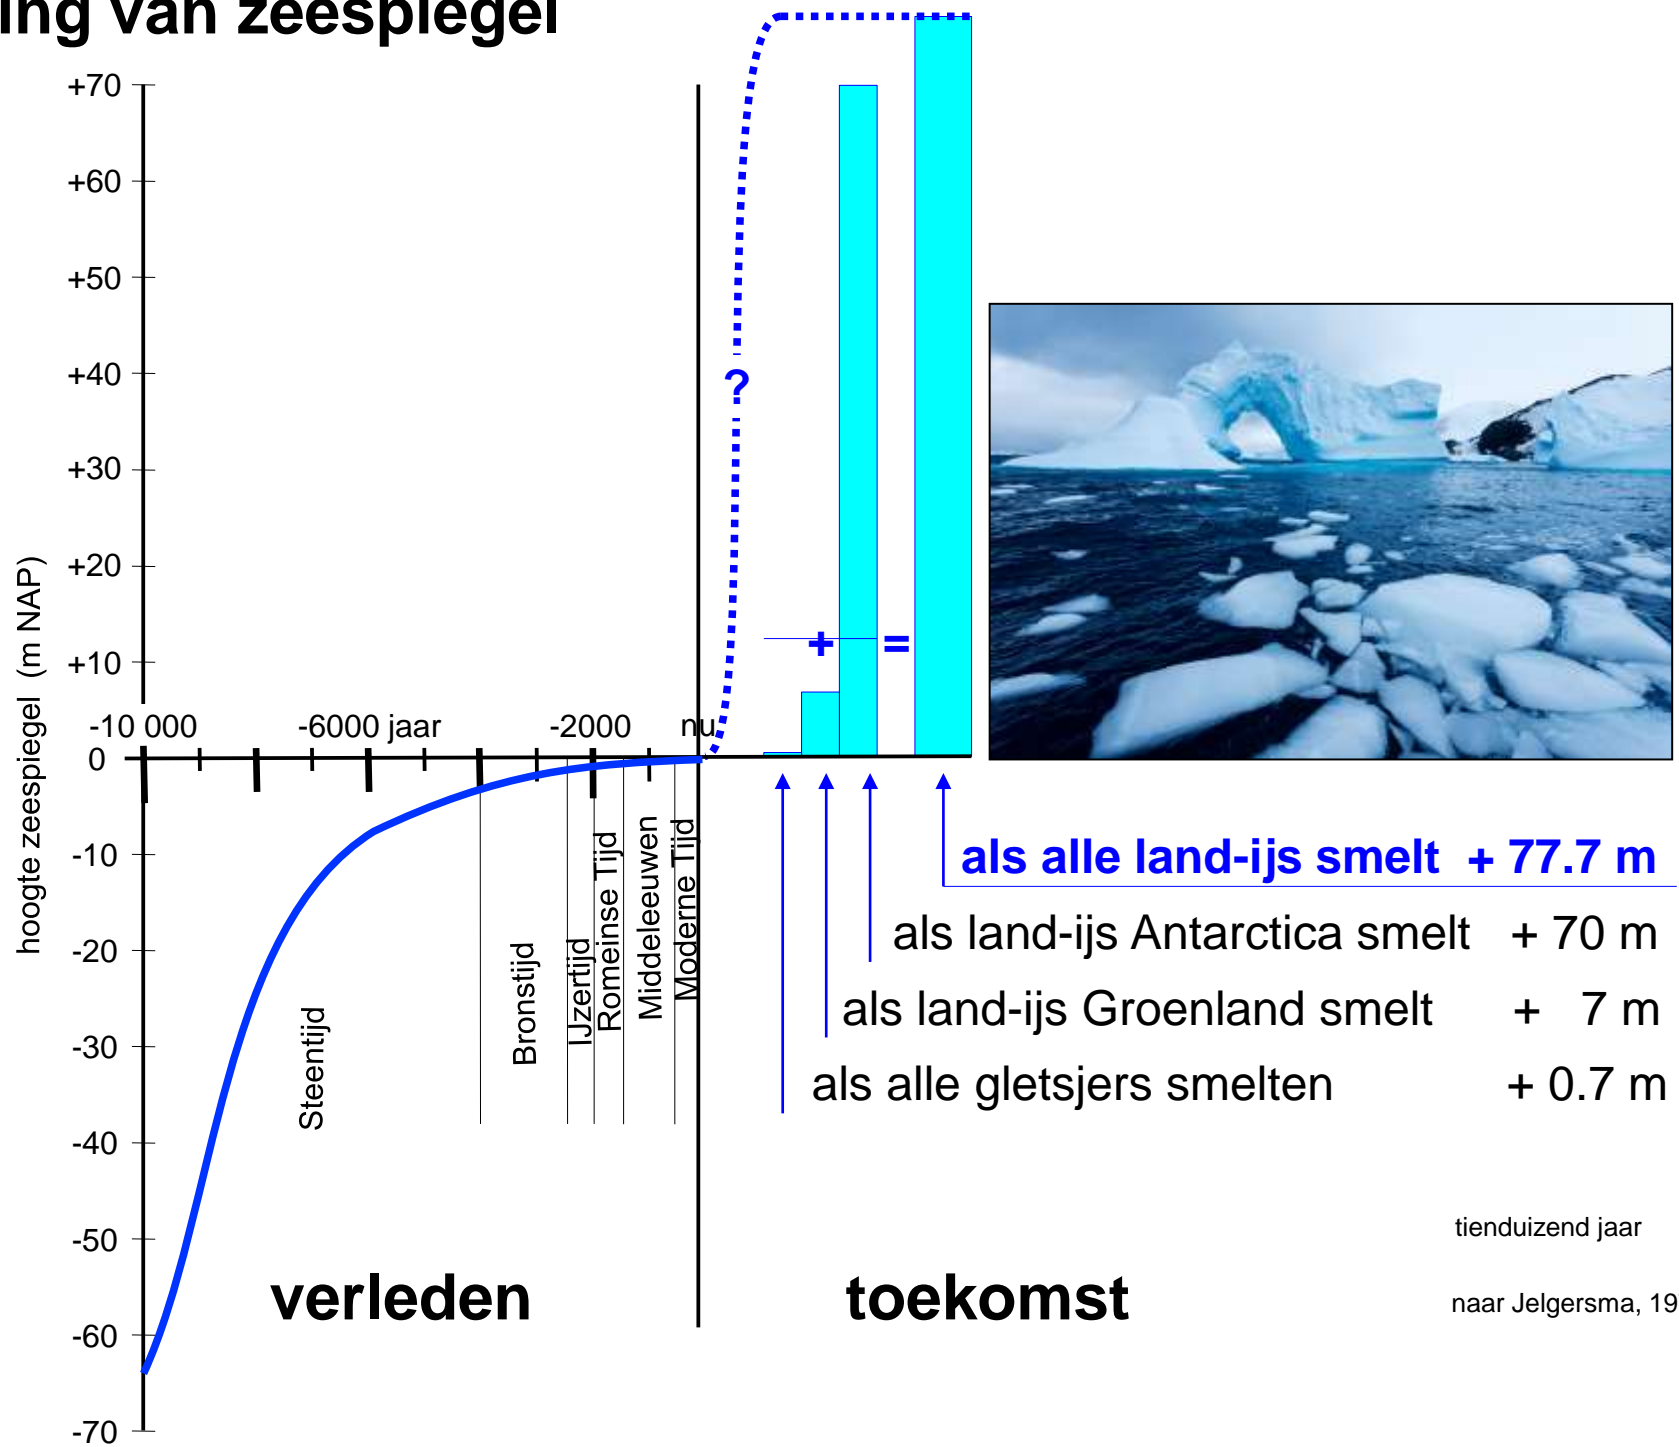 ing van zeespiegel
+70
+60
+50
+40
+30
+20
+10
0
-10
-20
-30
-40
-50
-60
-70
hoogte zeespiegel (m NAP)
-10 000
-6000 jaar
-2000
nu
?
+
=
Steentijd
Bronstijd
IJzertijd
Romeinse Tijd
Middeleeuwen
Moderne Tijd
als alle land-ijs smelt + 77.7 m
als land-ijs Antarctica smelt + 70 m
als land-ijs Groenland smelt + 7 m
als alle gletsjers smelten + 0.7 m
tienduizend jaar
verleden
toekomst
naar Jelgersma, 19